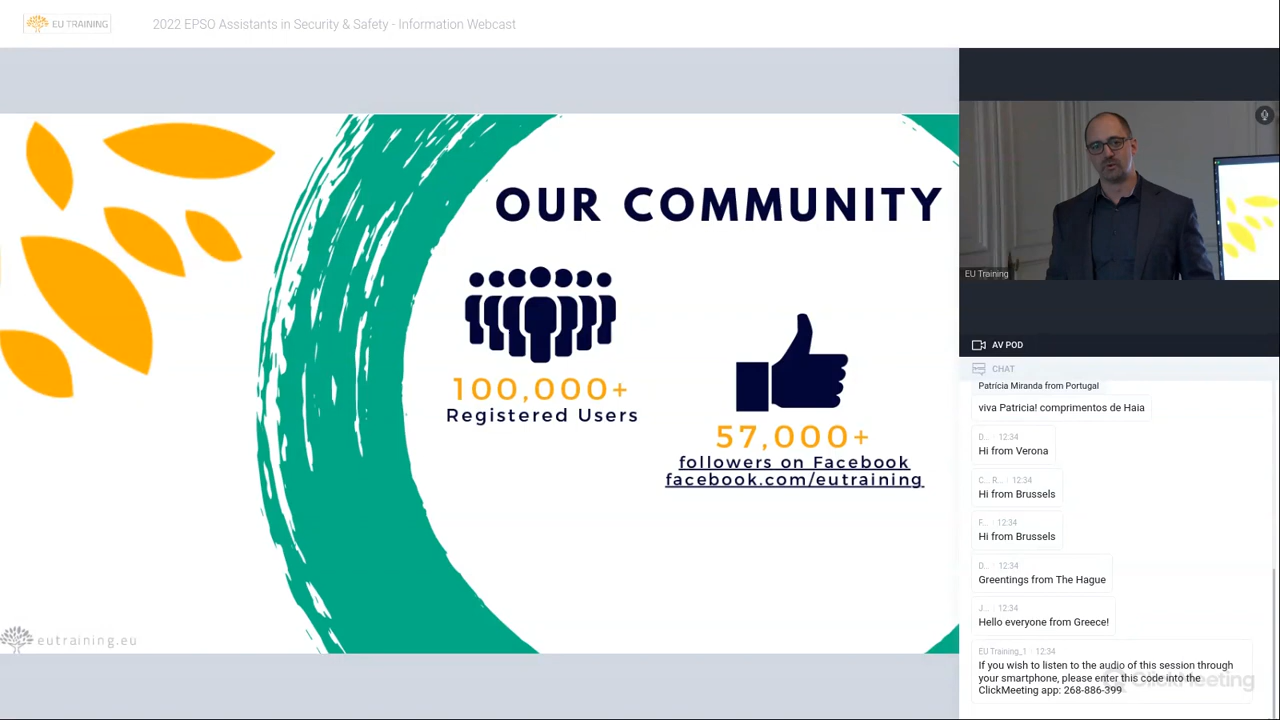 EU TRAINING
2022 EPSO Assistants in Security & Safety - Information Webcast
OUR COMMUNITY
100,000+
Registered Users
57,000+
followers on Facebook
facebook.com/eutraining
eutraining.eu
EU Training
AV POD
CHAT
Patrícia Miranda from Portugal
viva Patricia! comprimentos de Haia
D... 12:34
Hi from Verona
C... R... 12:34
Hi from Brussels
F... 12:34
Hi from Brussels
D... 12:34
Greentings from The Hague
J... 12:34
Hello everyone from Greece!
EU Training_1 12:34
If you wish to listen to the audio of this session through
your smartphone, please enter this code into the
ClickMeeting app: 268-886-399
ClickMeeting